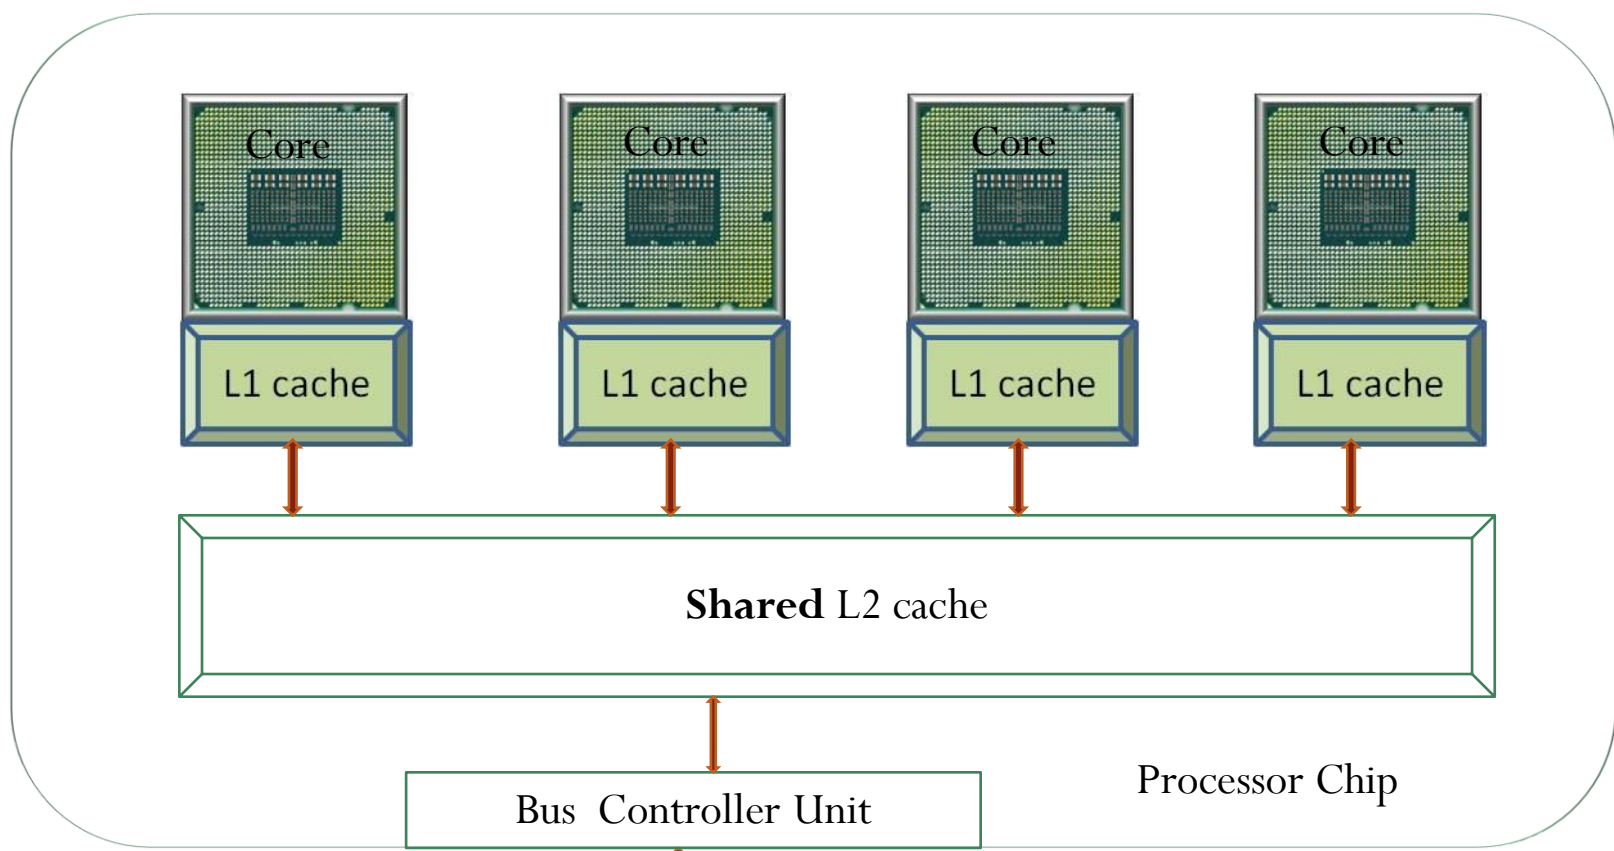 Core
Core
Core
Core
L1 cache
L1 cache
L1 cache
L1 cache
Shared L2 cache
Processor Chip
Bus Controller Unit